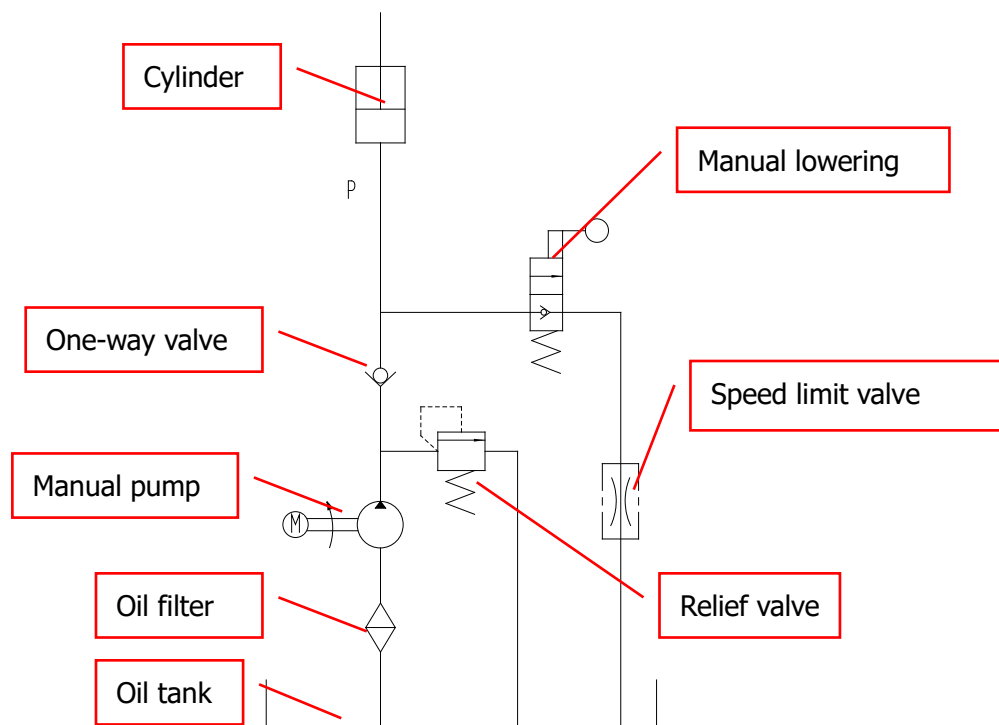 Cylinder
P
Manual lowering
One-way valve
Speed limit valve
Manual pump
M
Oil filter
Relief valve
Oil tank